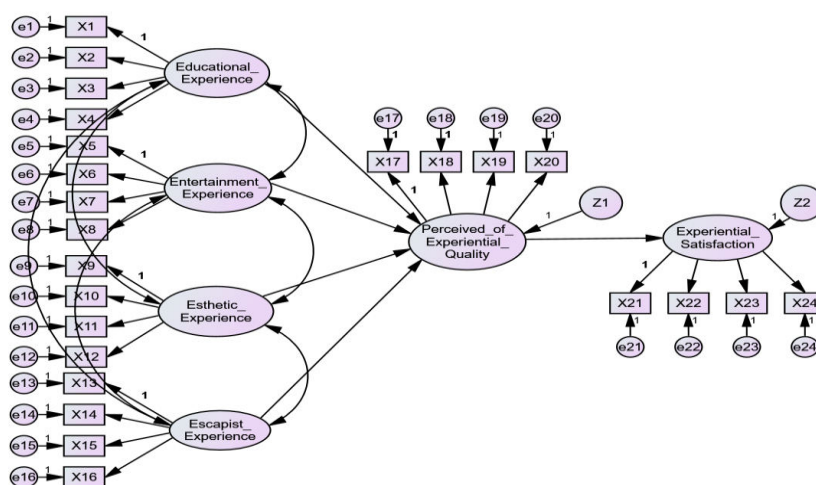 e1 1 X1
1
e2 1 X2
Educational_
Experience
e3 1 X3
e4 1 X4
e5 1 X5
1
e6 1 X6
Entertainment_
Experience
e7 1 X7
e8 1 X8
e9 1 X9
1
e10 1 X10
Esthetic_
Experience
e11 1 X11
e12 1 X12
e13 1 X13
1
e14 1 X14
Escapist_
Experience
e15 1 X15
e16 1 X16
e17 e18 e19 e20
1 1 1 1
X17 X18 X19 X20
1
Perceived_of_
Experiential_
Quality
1
Z1
Experiential_
Satisfaction
1
Z2
1
X21 X22 X23 X24
1 1 1 1
e21 e22 e23 e24